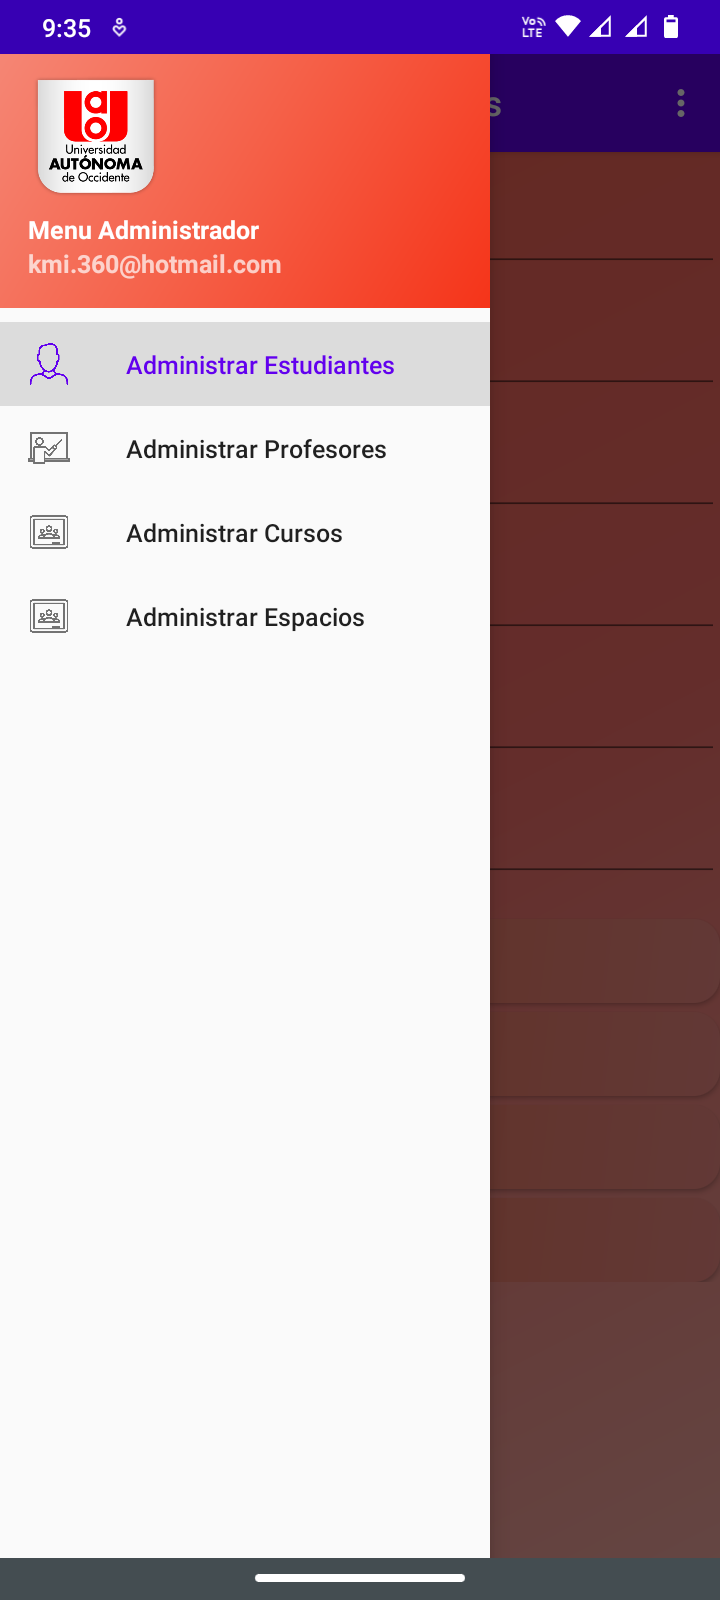 9:35
Vo
LTE
s
Universidad
AUTÓNOMA
de Occidente
Menu Administrador
kmi.360@hotmail.com
Administrar Estudiantes
Administrar Profesores
Administrar Cursos
Administrar Espacios